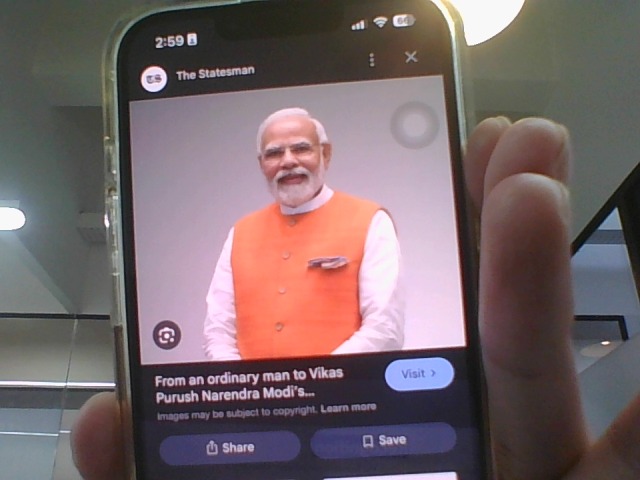 2:59
66
The Statesman
From an ordinary man to Vikas
Purush Narendra Modi's...
Visit >
Images may be subject to copyright. Learn more
Share
Save